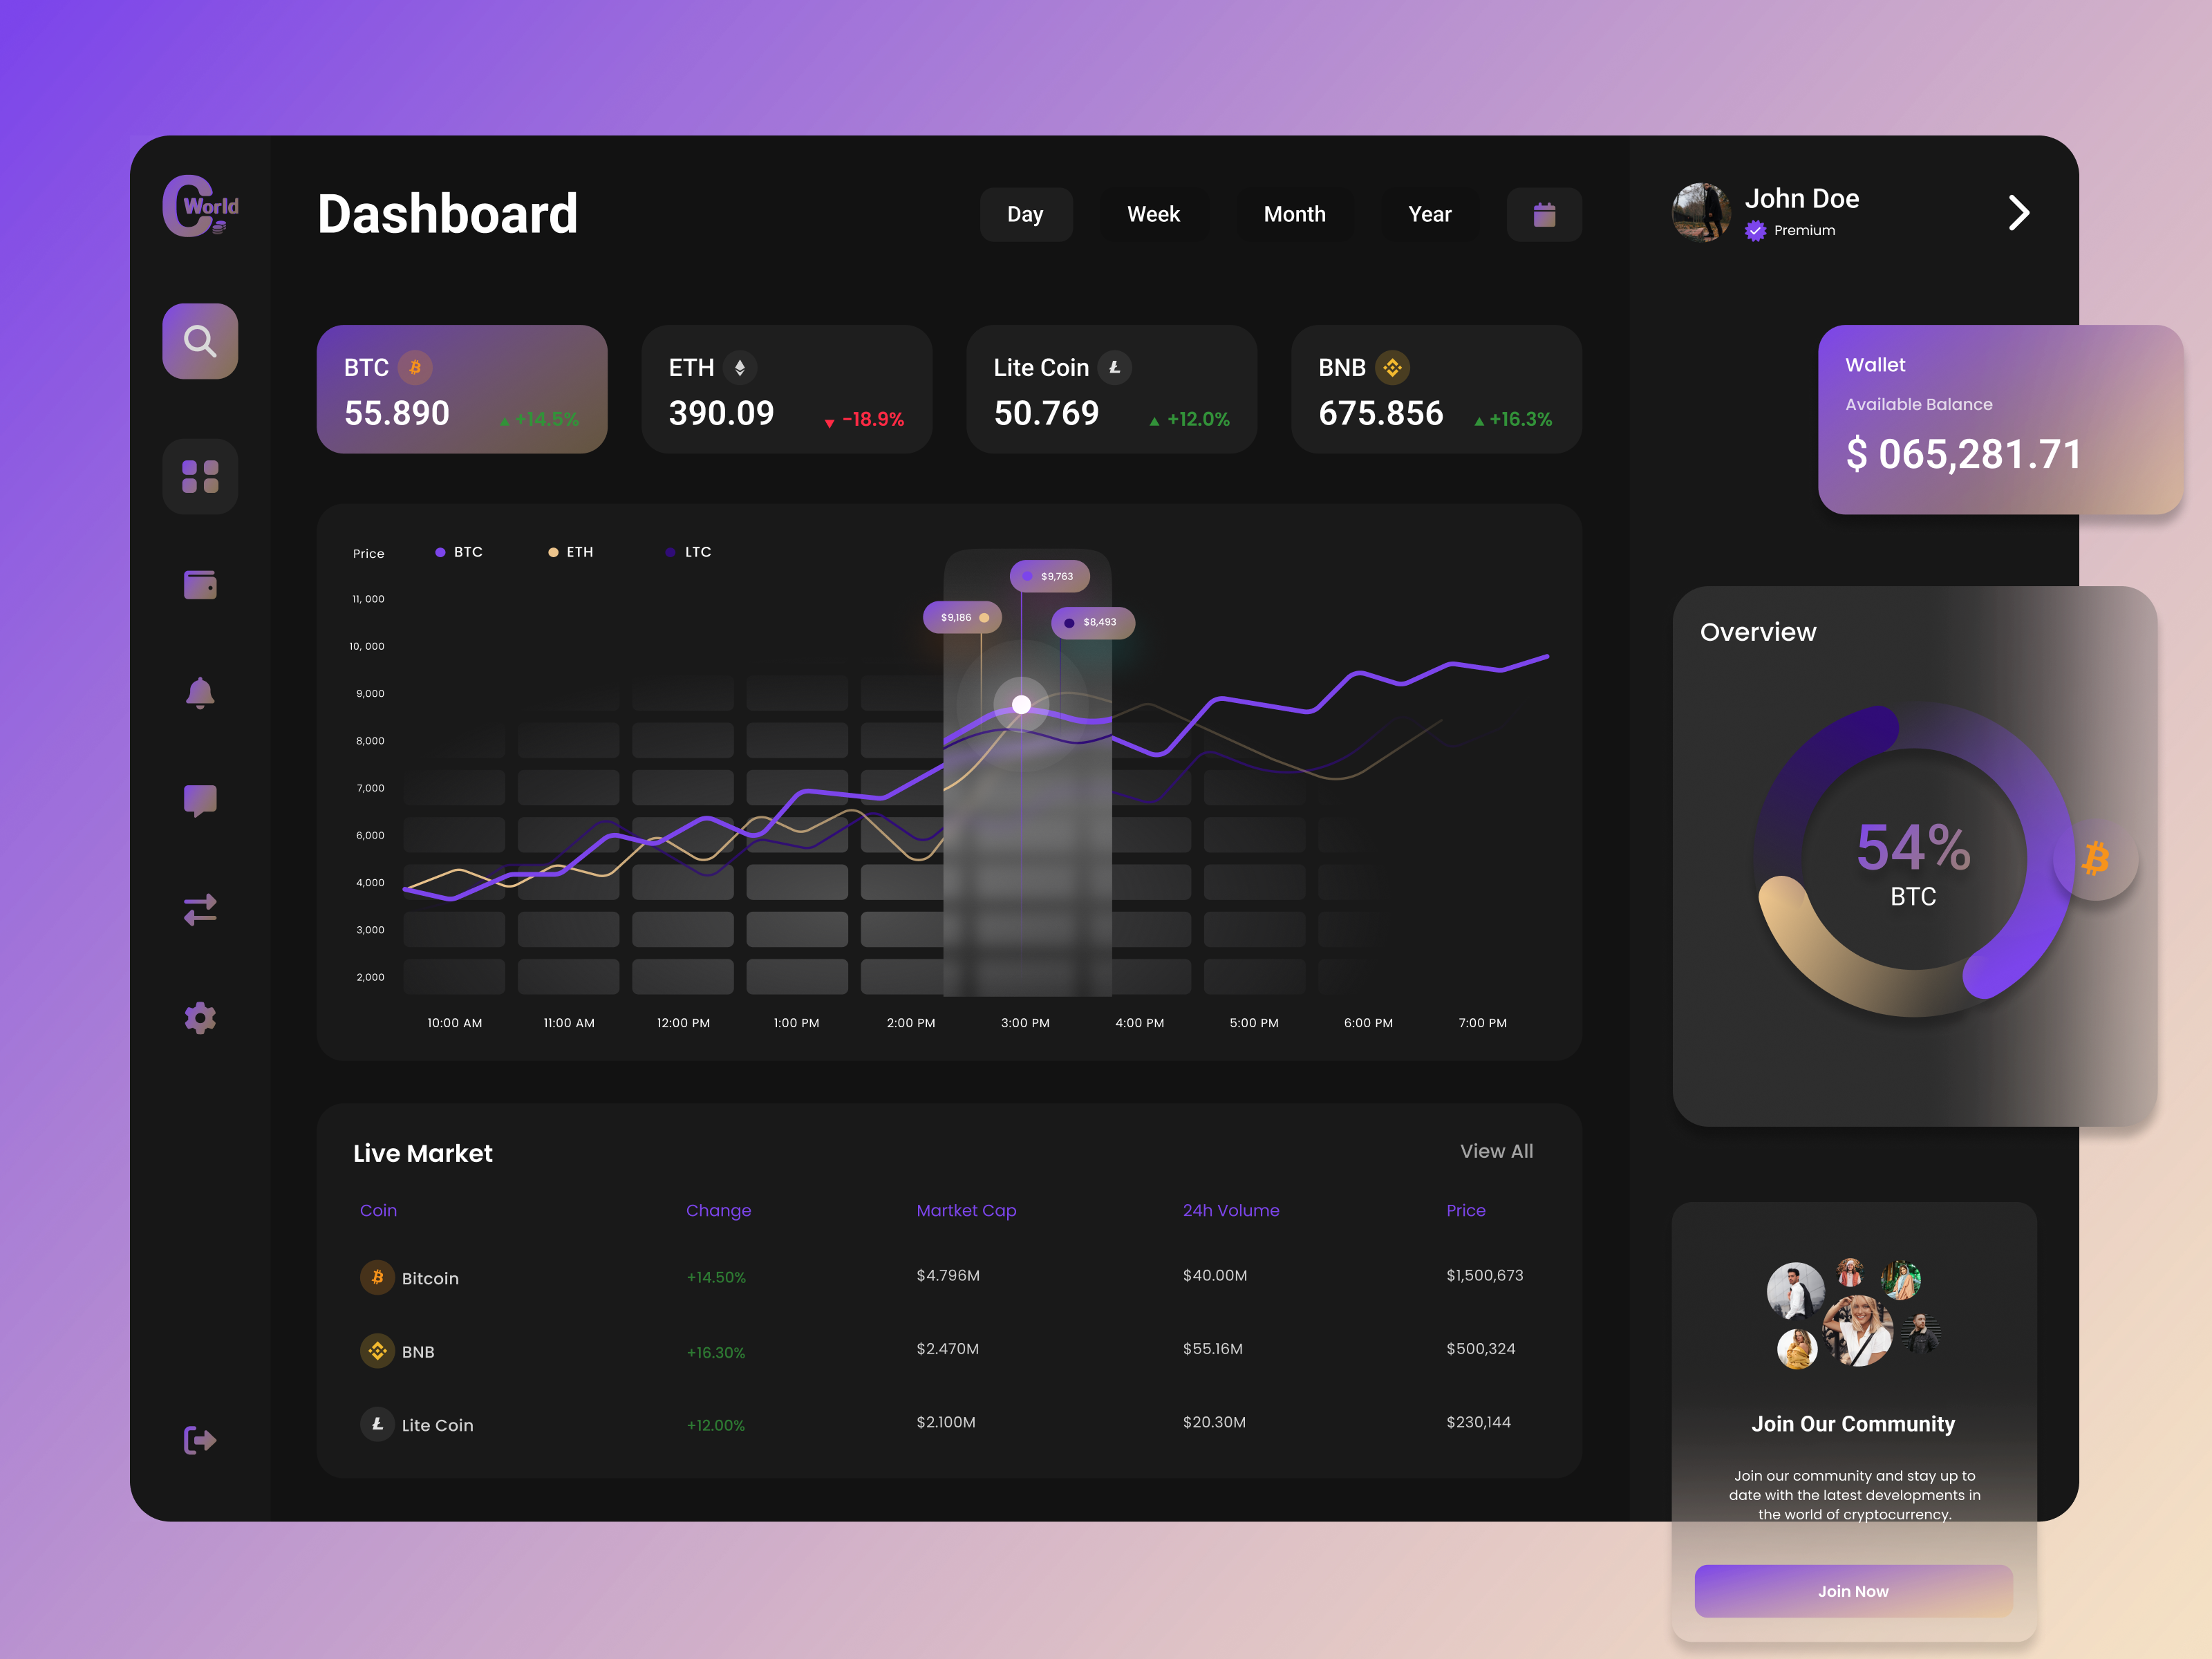 C World
Dashboard
Day
Week
Month
Year
John Doe
Premium
BTC
55.890
+14.5%
ETH
390.09
-18.9%
Lite Coin
50.769
+12.0%
BNB
675.856
+16.3%
Wallet
Available Balance
$ 065,281.71
Price
BTC
ETH
LTC
$9,763
$9,186
$8,493
11, 000
10, 000
9,000
8,000
7,000
6,000
4,000
3,000
2,000
10:00 AM
11:00 AM
12:00 PM
1:00 PM
2:00 PM
3:00 PM
4:00 PM
5:00 PM
6:00 PM
7:00 PM
Overview
54%
BTC
Live Market
View All
Coin
Change
Martket Cap
24h Volume
Price
Bitcoin
+14.50%
$4.796M
$40.00M
$1,500,673
BNB
+16.30%
$2.470M
$55.16M
$500,324
Lite Coin
+12.00%
$2.100M
$20.30M
$230,144
Join Our Community
Join our community and stay up to
date with the latest developments in
the world of cryptocurrency.
Join Now